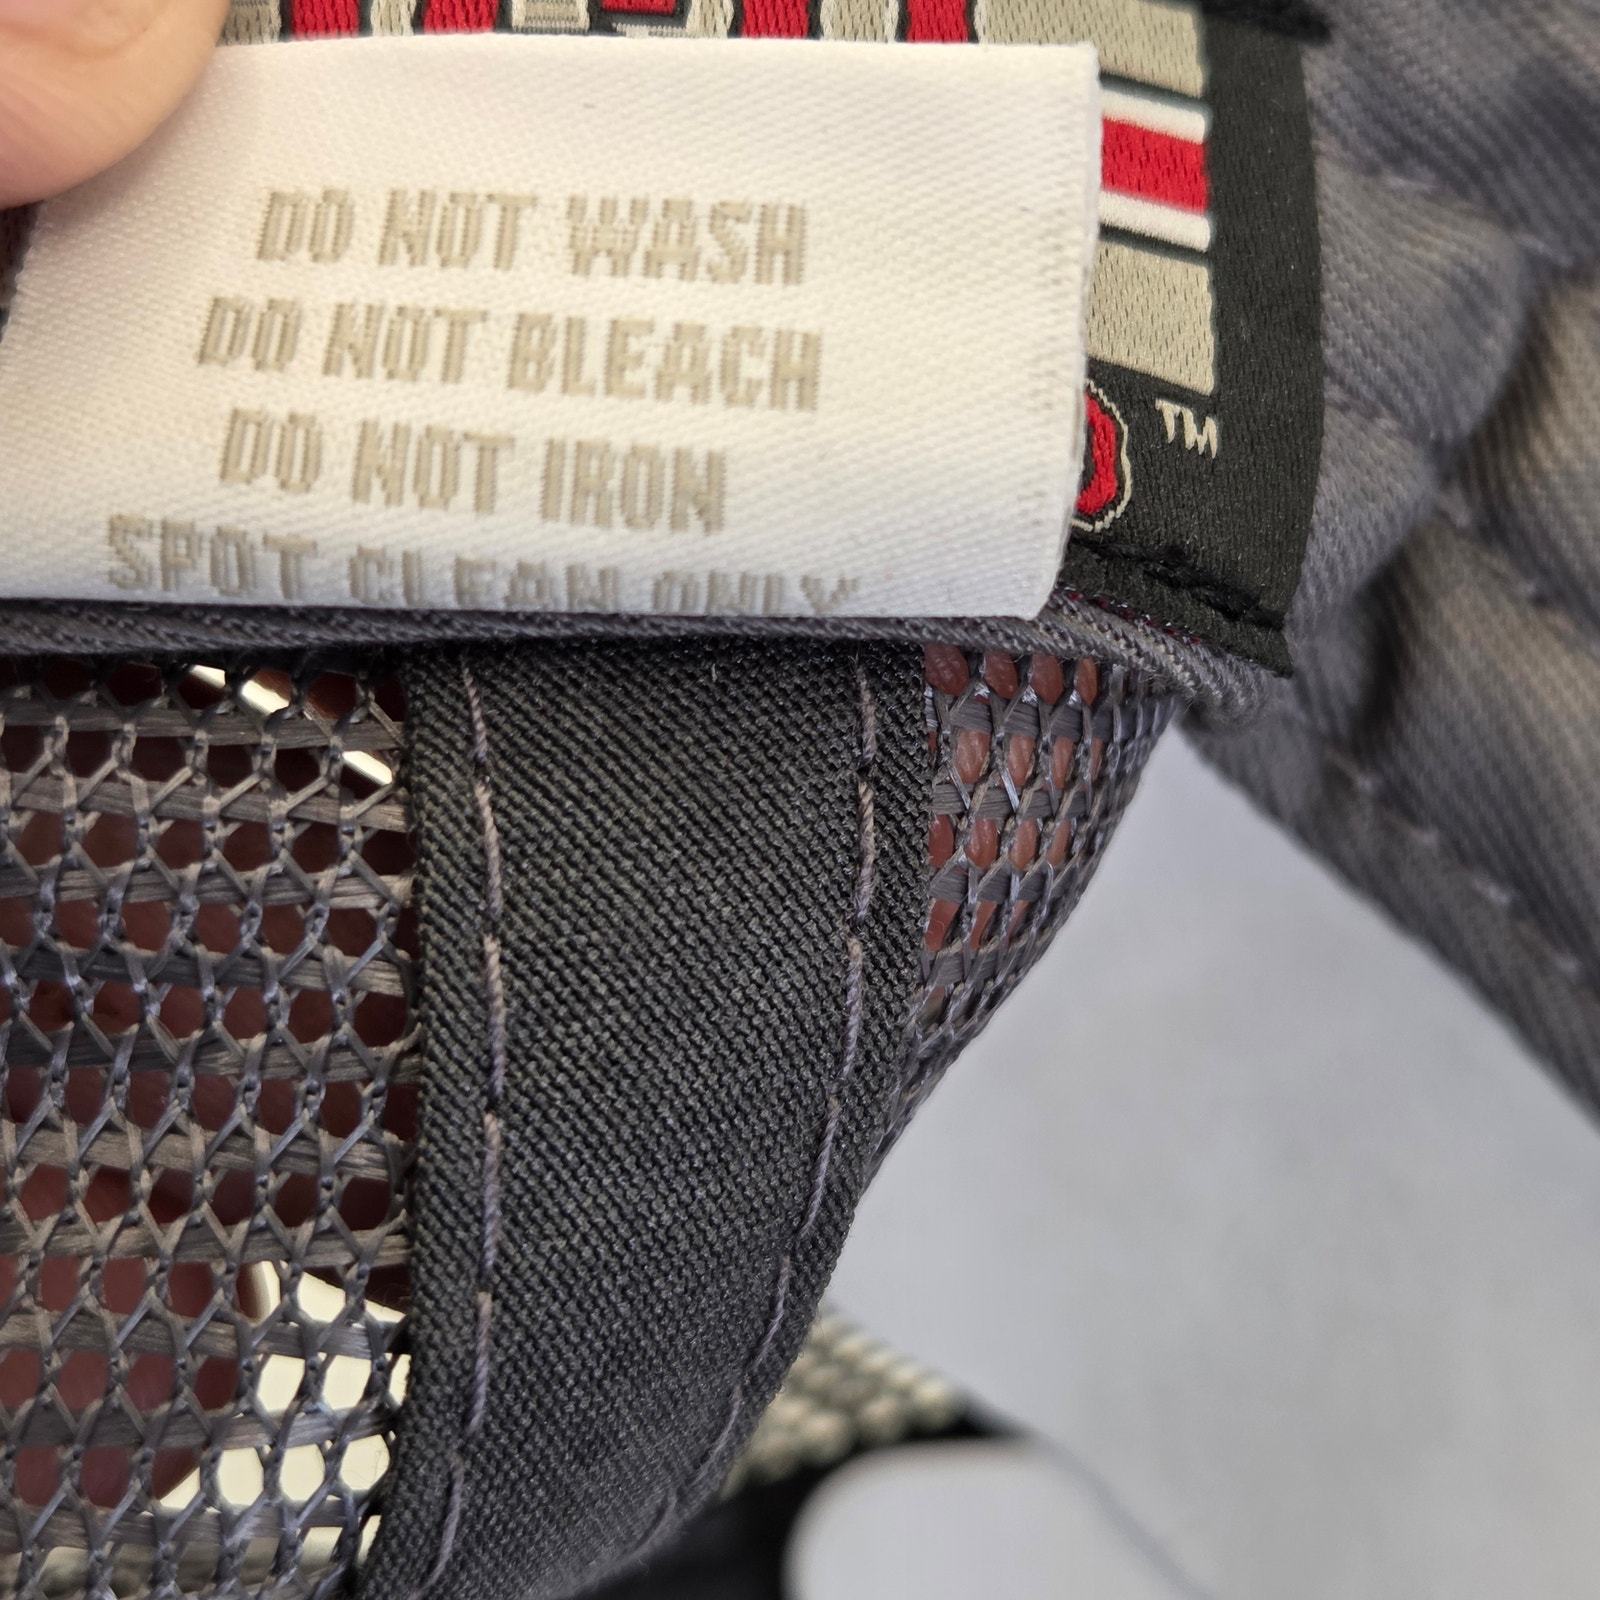 DO NOT WASH
DO NOT BLEACH
DO NOT IRON
SPOT CLEAN ONLY
TM